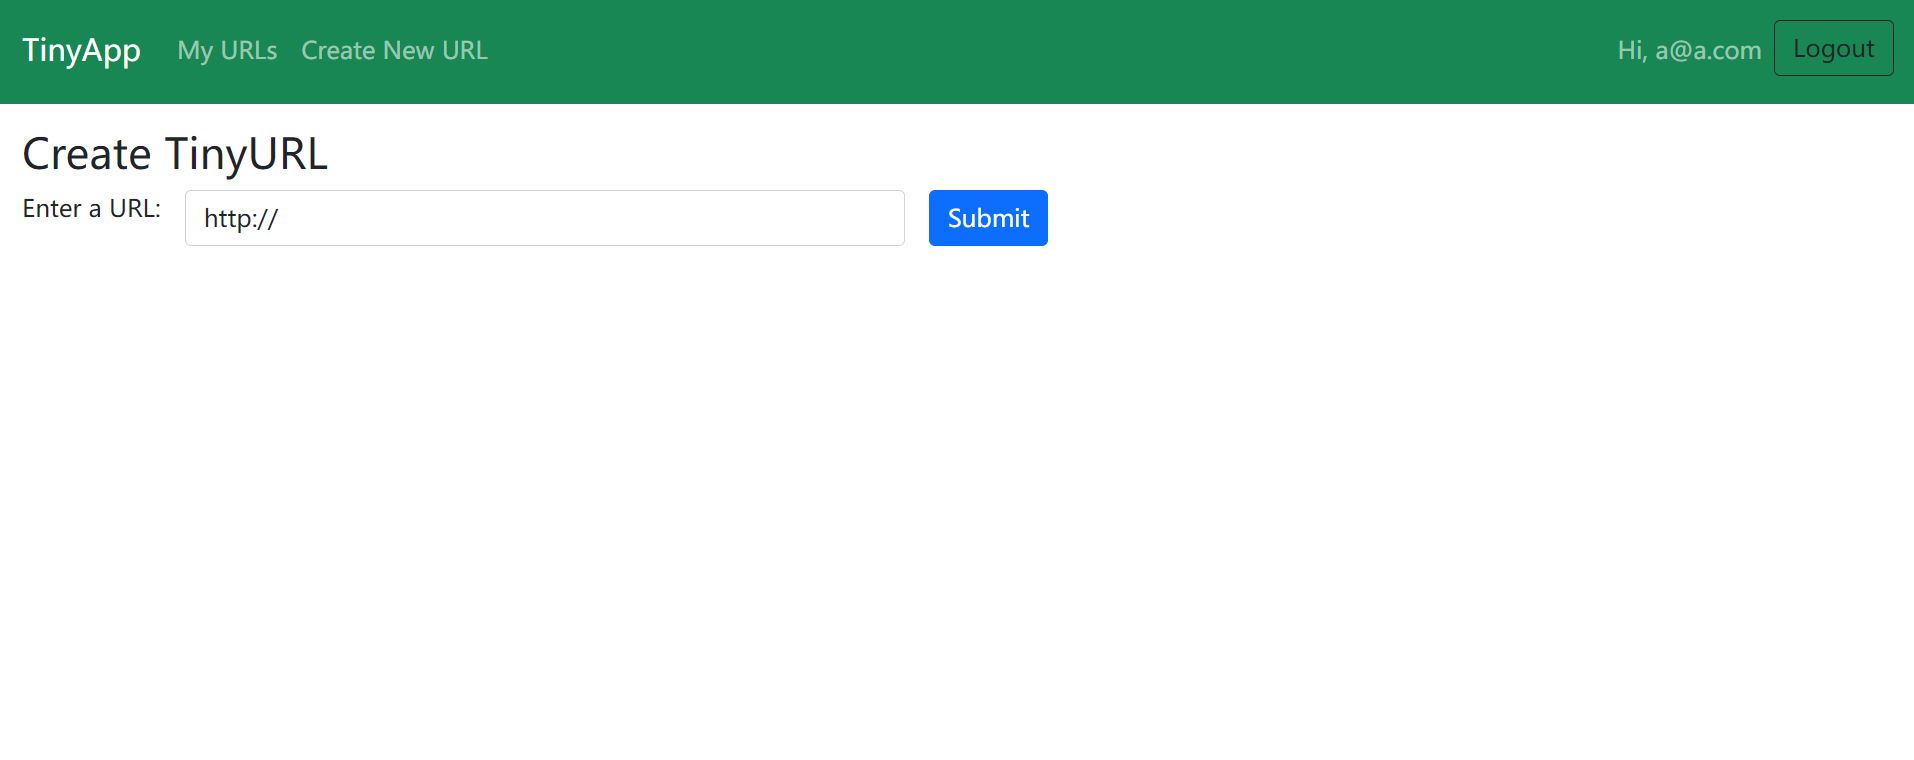 TinyApp My URLs Create New URL Hi, a@a.com Logout
Create TinyURL
Enter a URL: http:// Submit